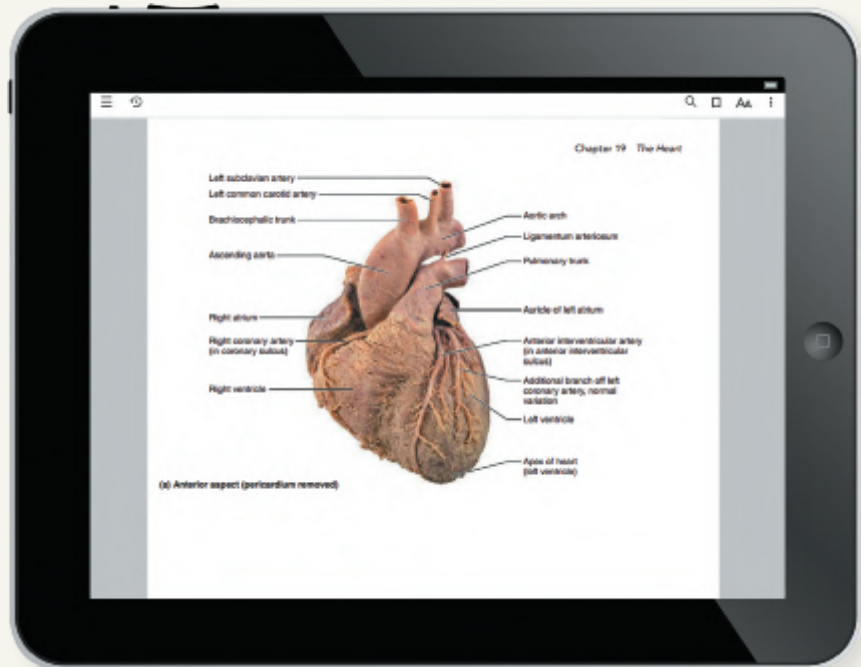 AA
Chapter 19 The Heart
Left subclavian artery
Left common carotid artery
Brachiocephalic trunk
Ascending aorta
Right atrium
Right coronary artery
(in coronary sulcus)
Right ventricle
Aortic arch
Ligamentum arteriosum
Pulmonary trunk
Auricle of left atrium
Anterior interventricular artery
(in anterior interventricular
sulcus)
Additional branch off left
coronary artery, normal
variation
Left ventricle
Apex of heart
(left ventricle)
(a) Anterior aspect (pericardium removed)